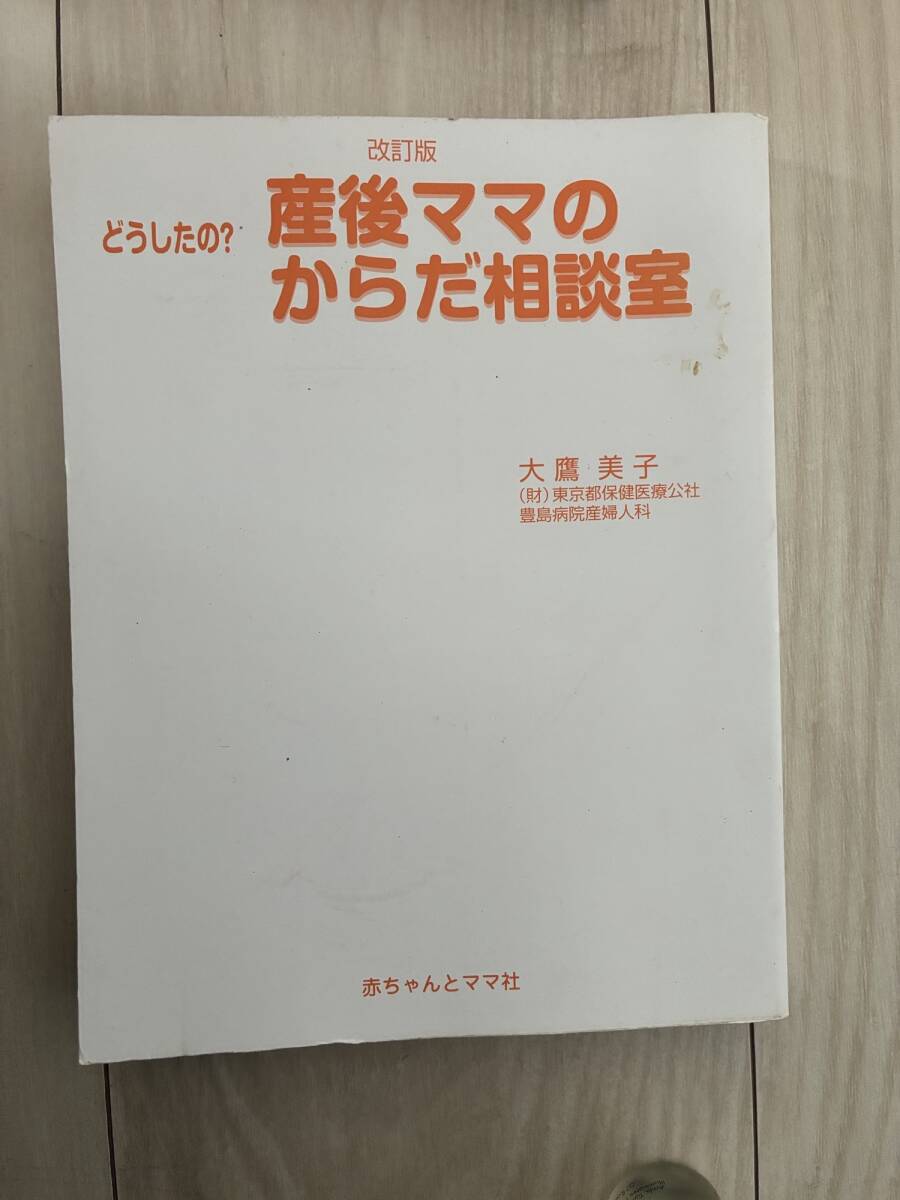 改訂版
どうしたの?
産後ママの
からだ相談室
大鷹 美子
(財)東京都保健医療公社
豊島病院産婦人科
赤ちゃんとママ社